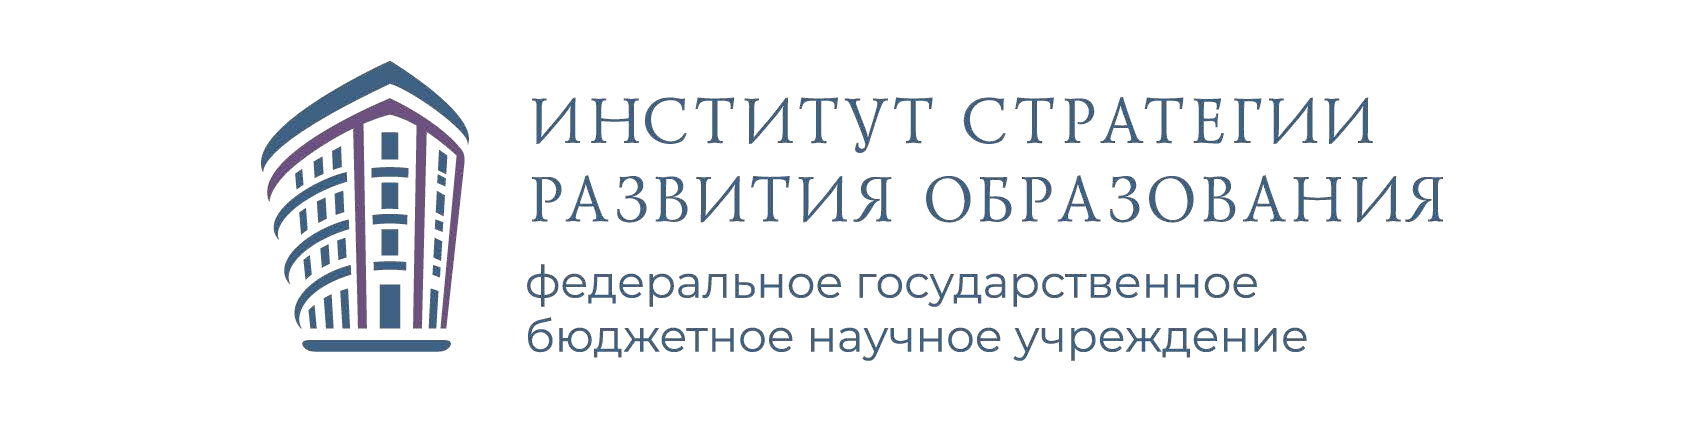 ИНСТИТУТ СТРАТЕГИИ
РАЗВИТИЯ ОБРАЗОВАНИЯ
федеральное государственное
бюджетное научное учреждение